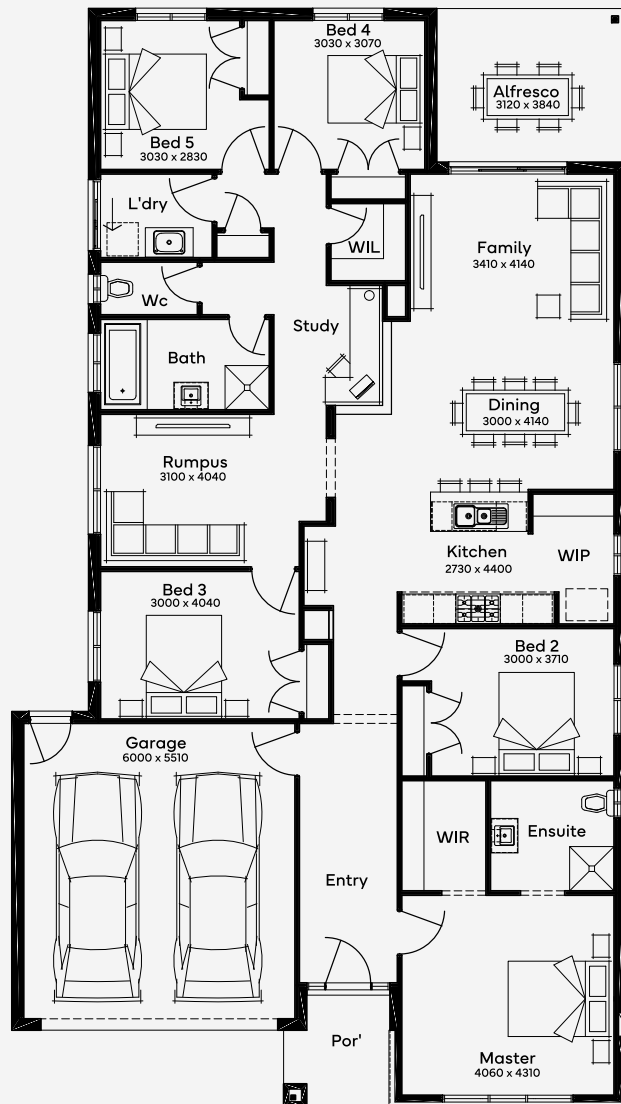 Bed 4
3030 x 3070
Alfresco
3120 x 3840
Bed 5
3030 x 2830
L'dry
WIL
Family
3410 x 4140
Wc
Study
Bath
Dining
3000 x 4140
Rumpus
3100 x 4040
Kitchen
2730 x 4400
WIP
Bed 3
3000 x 4040
Bed 2
3000 x 3710
Garage
6000 x 5510
WIR
Ensuite
Entry
Por'
Master
4060 x 4310